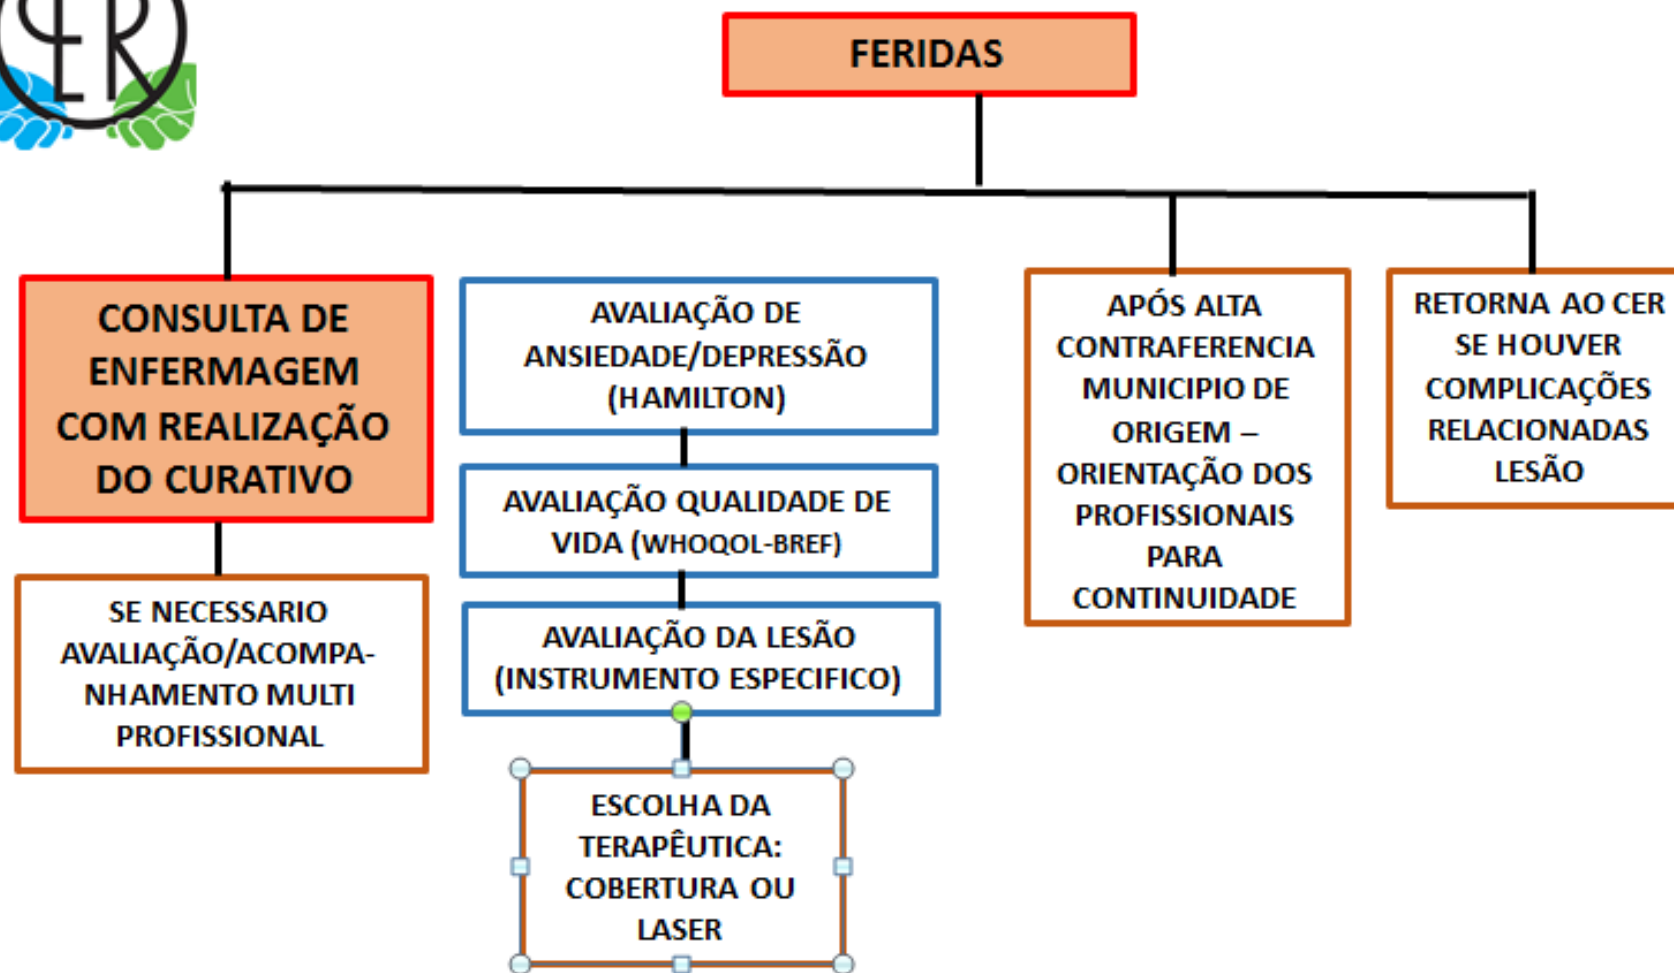 CER
FERIDAS
CONSULTA DE
ENFERMAGEM
COM REALIZAÇÃO
DO CURATIVO
SE NECESSARIO
AVALIAÇÃO/ACOMPA-
NHAMENTO MULTI
PROFISSIONAL
AVALIAÇÃO DE
ANSIEDADE/DEPRESSÃO
(HAMILTON)
AVALIAÇÃO QUALIDADE DE
VIDA (WHOQOL-BREF)
AVALIAÇÃO DA LESÃO
(INSTRUMENTO ESPECIFICO)
ESCOLHA DA
TERAPÊUTICA:
COBERTURA OU
LASER
APÓS ALTA
CONTRAFERENCIA
MUNICIPIO DE
ORIGEM –
ORIENTAÇÃO DOS
PROFISSIONAIS
PARA
CONTINUIDADE
RETORNA AO CER
SE HOUVER
COMPLICAÇÕES
RELACIONADAS
LESÃO